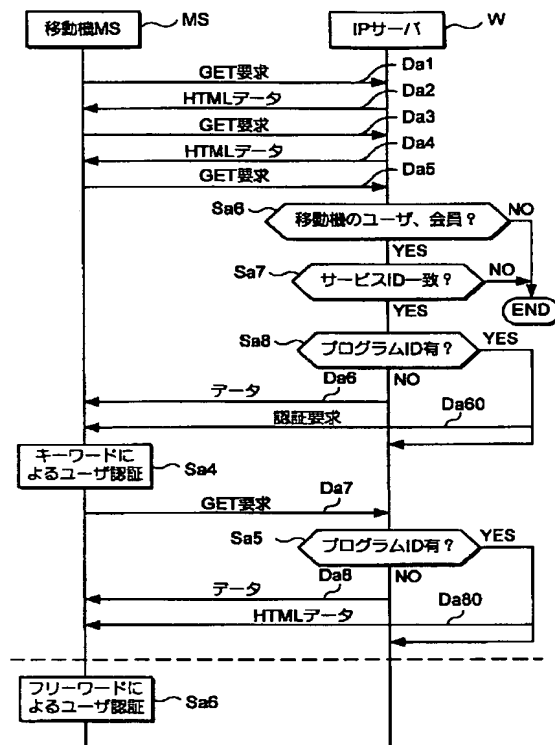 移動機MS
MS
IPサーバ
W
GET要求
Da1
HTMLデータ
Da2
GET要求
Da3
HTMLデータ
Da4
GET要求
Da5
Sa6
移動機のユーザ、会員？
NO
YES
Sa7
サービスID一致？
NO
YES
END
Sa8
プログラムID有？
YES
NO
データ
Da6
認証要求
Da60
キーワードに
よるユーザ認証
Sa4
GET要求
Da7
Sa5
プログラムID有？
YES
NO
データ
Da8
HTMLデータ
Da80
フリーワードに
よるユーザ認証
Sa6